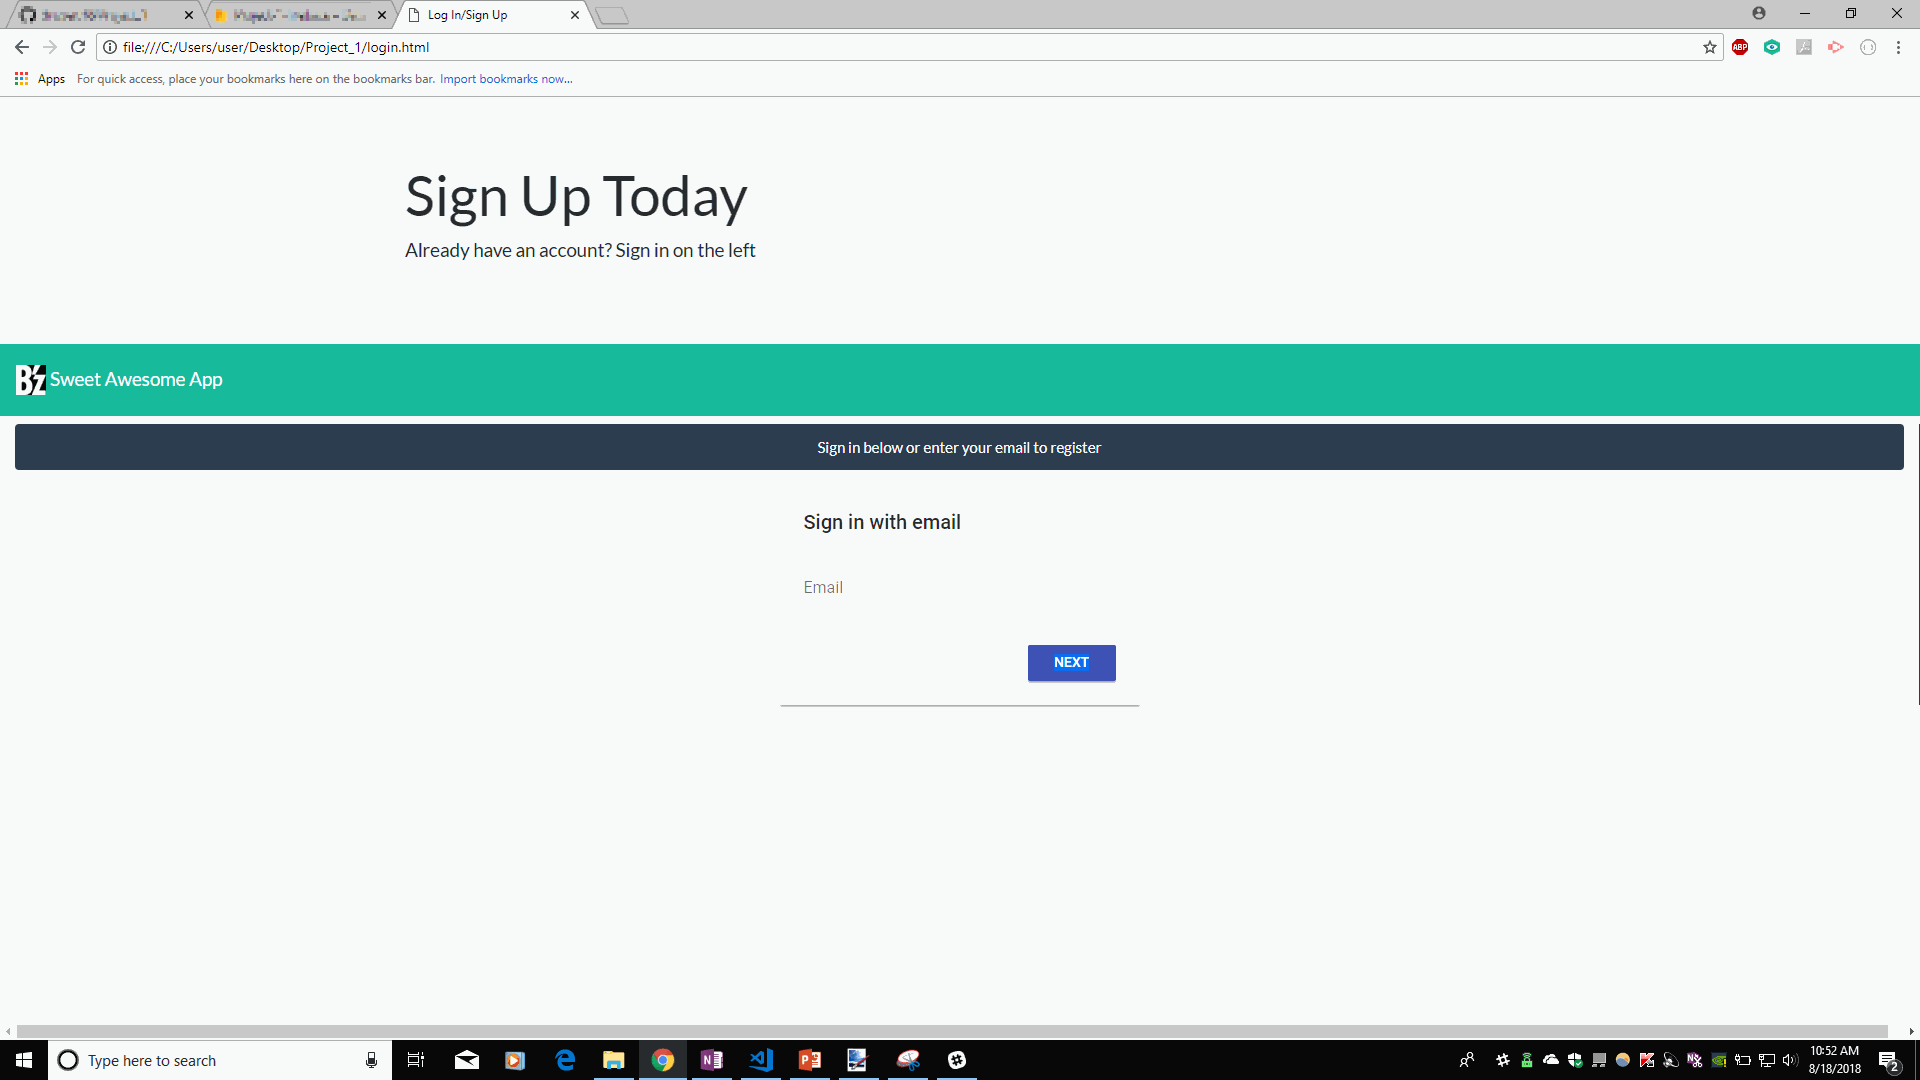 Log In/Sign Up
file:///C:/Users/user/Desktop/Project_1/login.html
ABP
Apps For quick access, place your bookmarks here on the bookmarks bar. Import bookmarks now...
Sign Up Today
Already have an account? Sign in on the left
B'z Sweet Awesome App
Sign in below or enter your email to register
Sign in with email
Email
NEXT
Type here to search
10:52 AM
8/18/2018
2